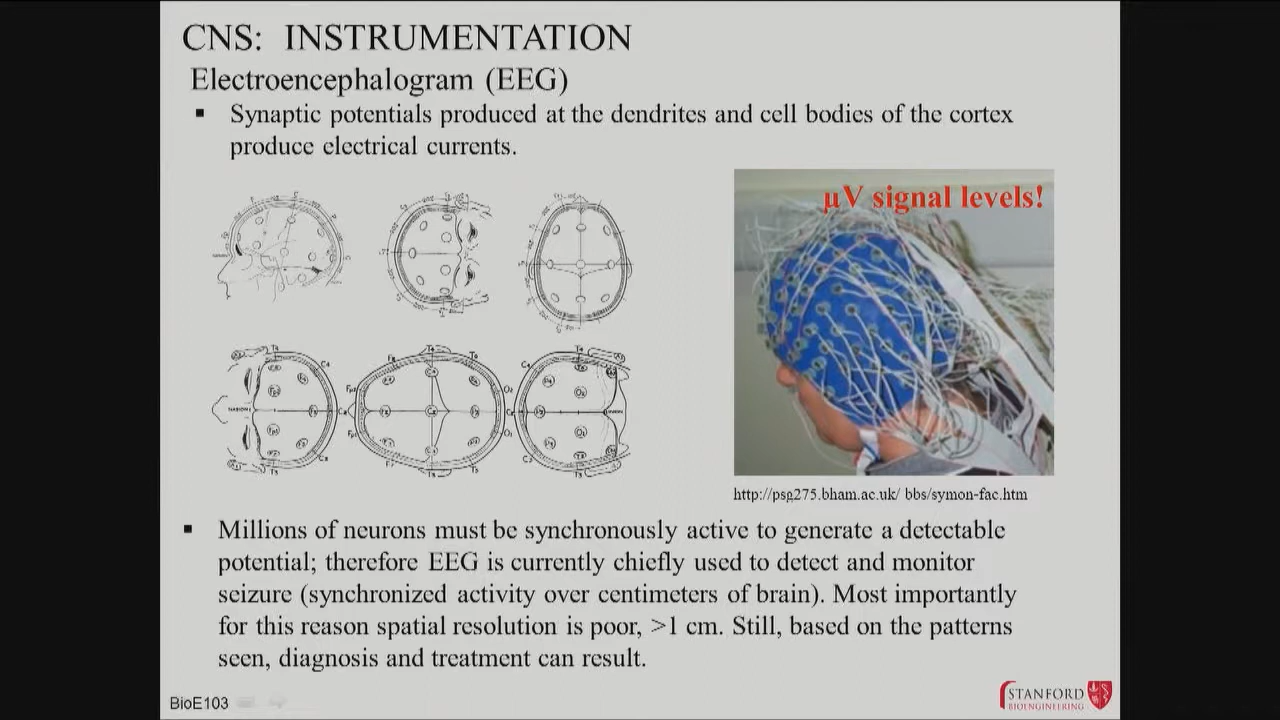 CNS: INSTRUMENTATION
Electroencephalogram (EEG)
▪ Synaptic potentials produced at the dendrites and cell bodies of the cortex
produce electrical currents.
µV signal levels!
http://psg275.bham.ac.uk/ bbs/symon-fac.htm
▪ Millions of neurons must be synchronously active to generate a detectable
potential; therefore EEG is currently chiefly used to detect and monitor
seizure (synchronized activity over centimeters of brain). Most importantly
for this reason spatial resolution is poor, >1 cm. Still, based on the patterns
seen, diagnosis and treatment can result.
BioE103
STANFORD
BIOENGINEERING